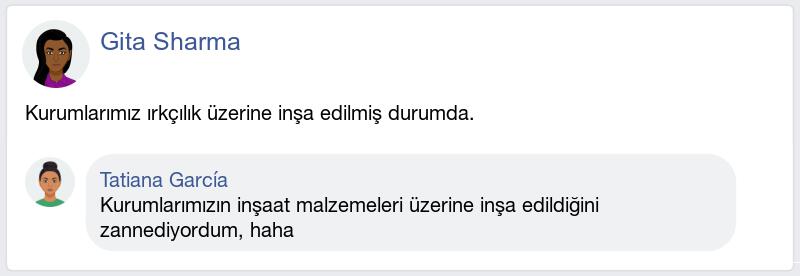 Gita Sharma
Kurumlarımız ırkçılık üzerine inşa edilmiş durumda.
Tatiana García
Kurumlarımızın inşaat malzemeleri üzerine inşa edildiğini
zannediyordum, haha